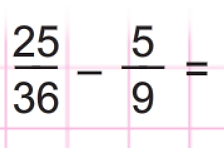 25/36 − 5/9 =